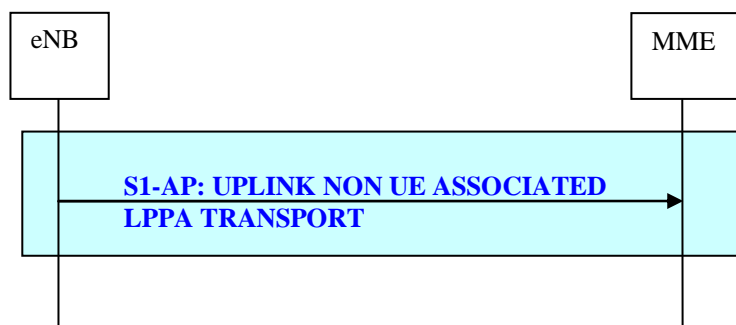 eNB
MME
S1-AP: UPLINK NON UE ASSOCIATED
LPPA TRANSPORT